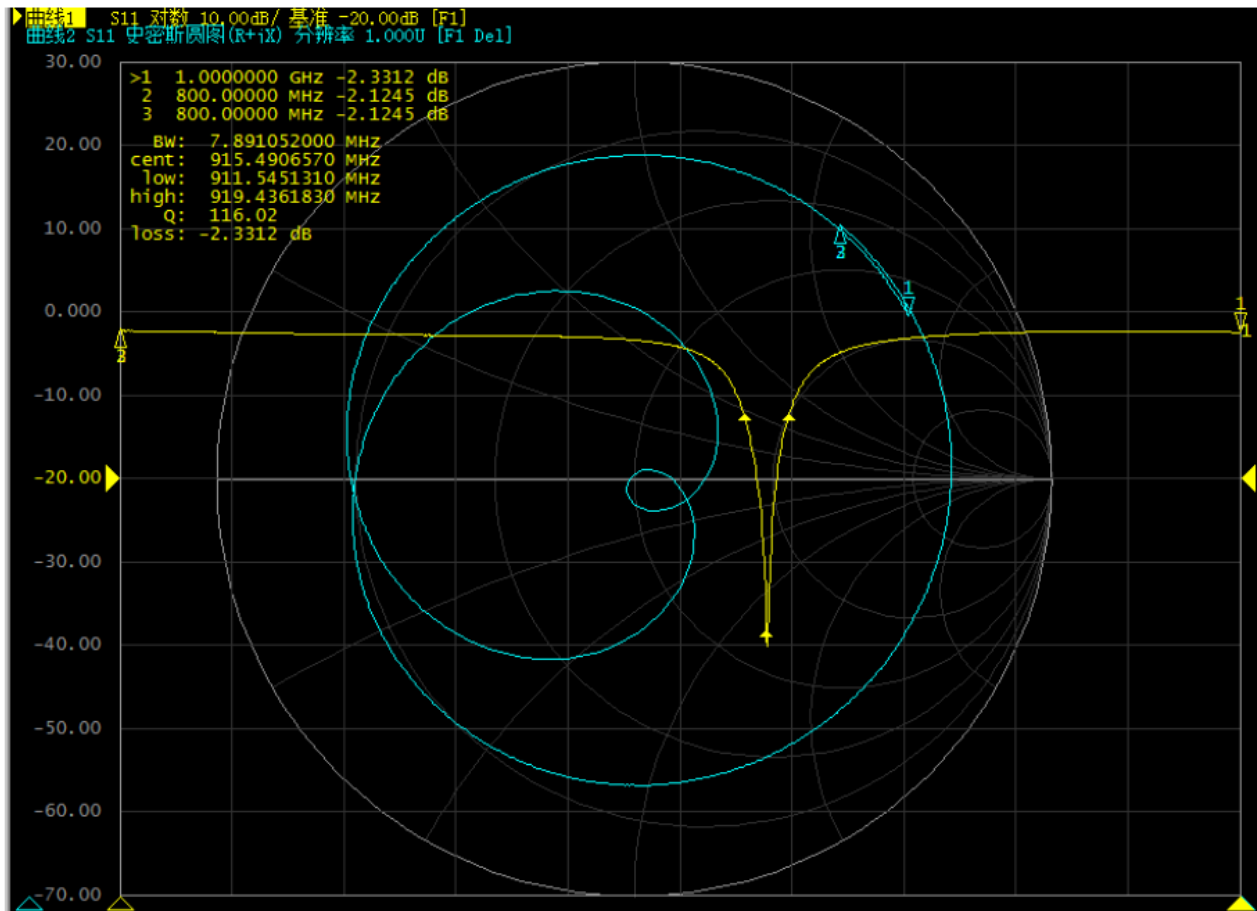 曲线1 S11 对数 10.00dB/ 基准 -20.00dB [F1]
曲线2 S11 史密斯圆图(R+jX) 分辨率 1.000U [F1 Del]
30.00
20.00
10.00
0.000
-10.00
-20.00
-30.00
-40.00
-50.00
-60.00
-70.00
>1 1.0000000 GHz -2.3312 dB
2 800.00000 MHz -2.1245 dB
3 800.00000 MHz -2.1245 dB
BW: 7.891052000 MHz
cent: 915.4906570 MHz
low: 911.5451310 MHz
high: 919.4361830 MHz
Q: 116.02
loss: -2.3312 dB
1
1
1